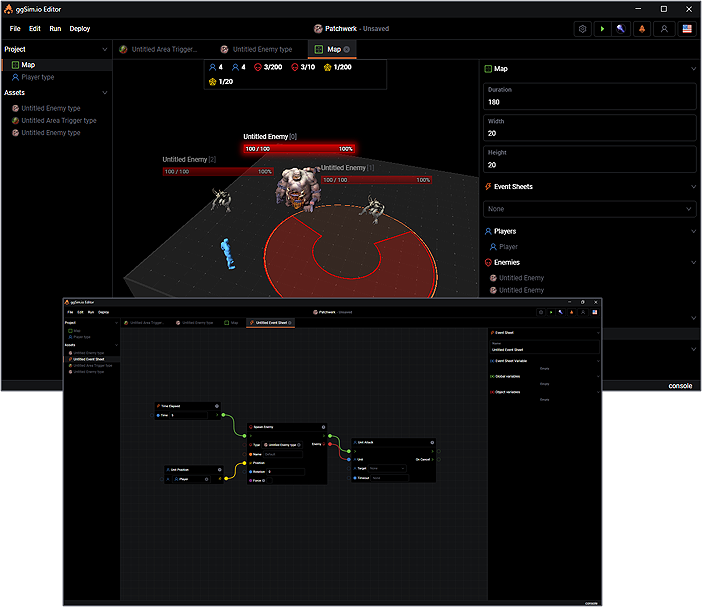 ggSim.io Editor
File Edit Run Deploy
Patchwerk - Unsaved
Project
Map
Player type
Assets
Untitled Enemy type
Untitled Area Trigger type
Untitled Enemy type
Untitled Area Trigger...
Untitled Enemy type
Map
4 4 3/200 3/10 1/200
1/20
Untitled Enemy [0]
100 / 100 100%
Untitled Enemy [2]
100 / 100 100%
Untitled Enemy [1]
100 / 100 100%
Map
Duration
180
Width
20
Height
20
Event Sheets
None
Players
Player
Enemies
Untitled Enemy
Untitled Enemy
console
ggSim.io Editor
File Edit Run Deploy
Patchwerk - Unsaved
Project
Map
Player type
Assets
Untitled Enemy type
Untitled Event Sheet
Untitled Area Trigger type
Untitled Enemy type
Untitled Area Trigger...
Untitled Enemy type
Map
Untitled Event Sheet
Time Elapsed
Time 5
Unit Position
Player
Spawn Enemy
Type Untitled Enemy type
Name Default
Position
Rotation 0
Force
Enemy
Unit Attack
Unit
On Cancel
Target None
Timeout None
Event Sheet
Name
Untitled Event Sheet
Event Sheet Variable
Empty
Global variables
Empty
Object variables
Empty
console